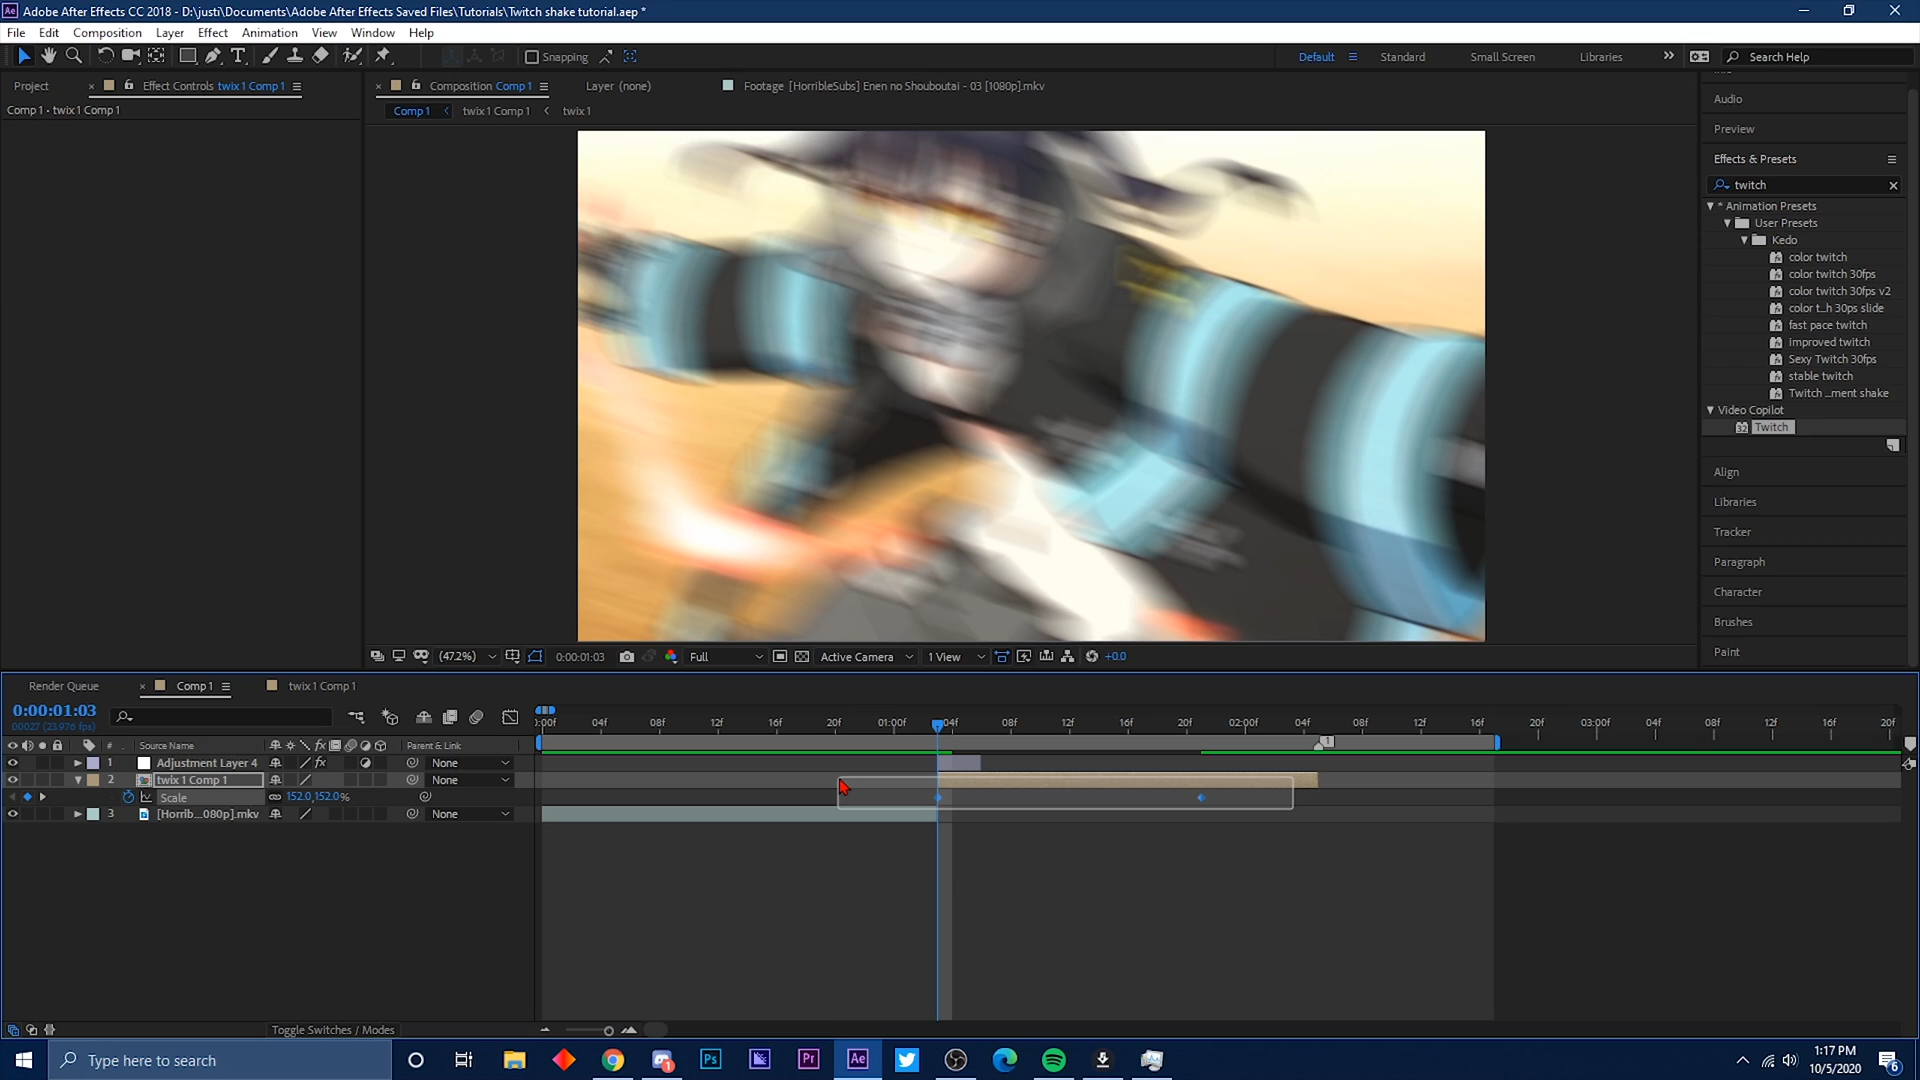 Adobe After Effects CC 2018 - D:\justi\Documents\Adobe After Effects Saved Files\Tutorials\Twitch shake tutorial.aep *
File Edit Composition Layer Effect Animation View Window Help
Snapping
Default Standard Small Screen Libraries Search Help
Project Effect Controls twix 1 Comp 1
Composition Comp 1 Layer (none) Footage [HorribleSubs] Enen no Shouboutai - 03 [1080p].mkv
Comp 1 • twix 1 Comp 1
Comp 1 twix 1 Comp 1 twix 1
Audio
Preview
Effects & Presets
twitch
* Animation Presets
User Presets
Kedo
color twitch
color twitch 30fps
color twitch 30fps v2
color t...h 30ps slide
fast pace twitch
improved twitch
Sexy Twitch 30fps
stable twitch
Twitch ...ment shake
Video Copilot
32 Twitch
Align
Libraries
Tracker
Paragraph
Character
Brushes
Paint
(47.2%) 0:00:01:03 Full Active Camera 1 View +0.0
Render Queue Comp 1 twix 1 Comp 1
0:00:01:03
00027 (23.976 fps)
:00f 04f 08f 12f 16f 20f 01:00f 04f 08f 12f 16f 20f 02:00f 04f 08f 12f 16f 20f 03:00f 04f 08f 12f 16f 20f
# Source Name Parent & Link
1
1 Adjustment Layer 4 fx None
2 twix 1 Comp 1 None
Scale 152.0,152.0%
3 [Horrib...080p].mkv None
Toggle Switches / Modes
Type here to search
1
Ps Pr Ae
1:17 PM
10/5/2020
6